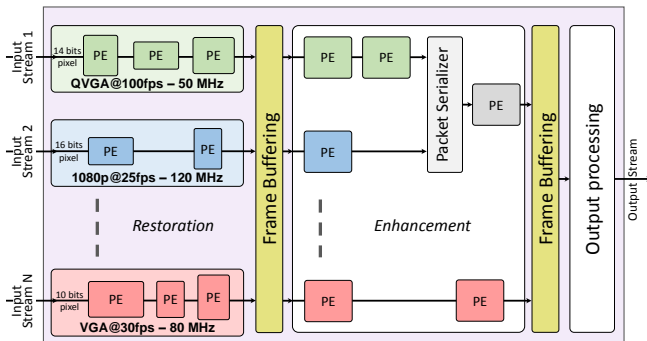 Input
Stream 1
14 bits
pixel
PE
PE
PE
QVGA@100fps – 50 MHz
Input
Stream 2
16 bits
pixel
PE
PE
1080p@25fps – 120 MHz
Restoration
Input
Stream N
10 bits
pixel
PE
PE
PE
VGA@30fps – 80 MHz
Frame Buffering
PE
PE
Packet Serializer
PE
PE
Enhancement
PE
PE
Frame Buffering
Output processing
Output Stream